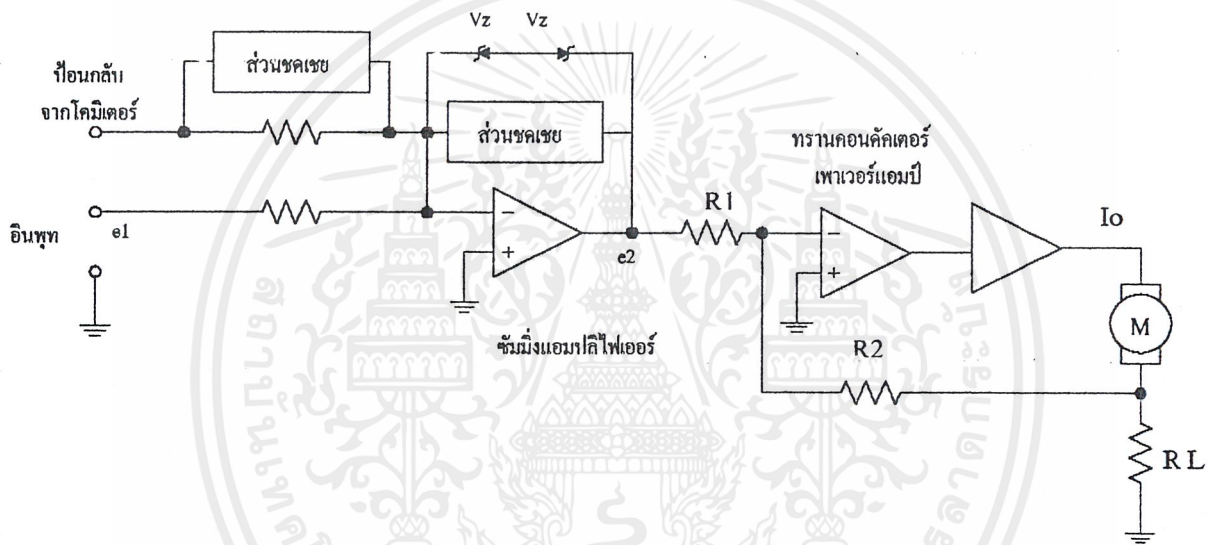 Vz Vz
ส่วนชดเชย
ป้อนกลับ
จากโคมิเตอร์
ส่วนชดเชย
ทรานคอนดัคเตอร์
เพาเวอร์แอมป์
R1
Io
อินพุท
e1
e2
M
ซัมมิ่งแอมปลิไฟเออร์
R2
R L